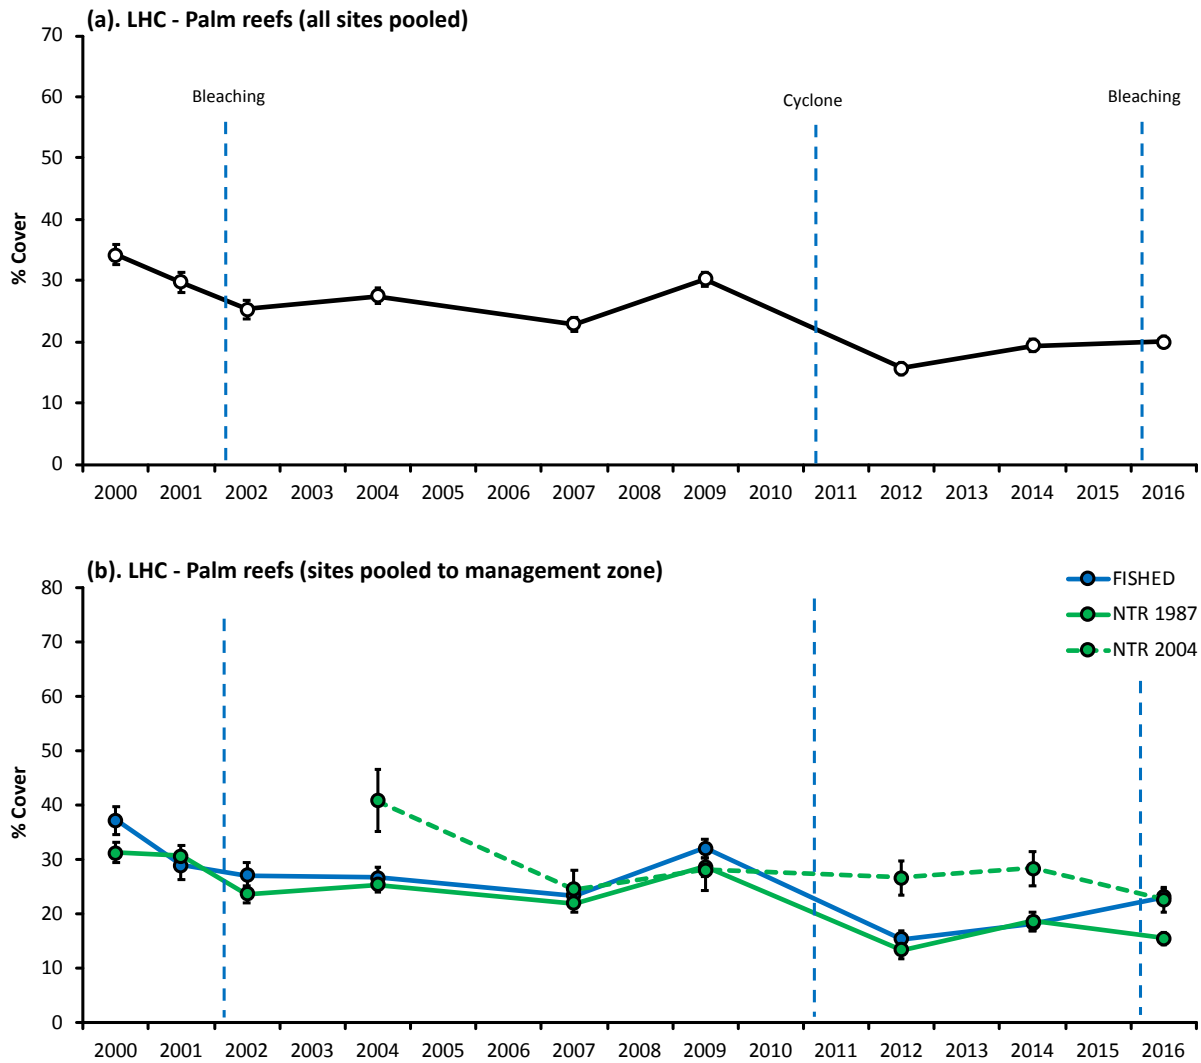 (a). LHC - Palm reefs (all sites pooled)
70
60
50
40
30
20
10
0
% Cover
Bleaching
Cyclone
Bleaching
2000 2001 2002 2003 2004 2005 2006 2007 2008 2009 2010 2011 2012 2013 2014 2015 2016
(b). LHC - Palm reefs (sites pooled to management zone)
80
70
60
50
40
30
20
10
0
% Cover
FISHED
NTR 1987
NTR 2004
2000 2001 2002 2003 2004 2005 2006 2007 2008 2009 2010 2011 2012 2013 2014 2015 2016